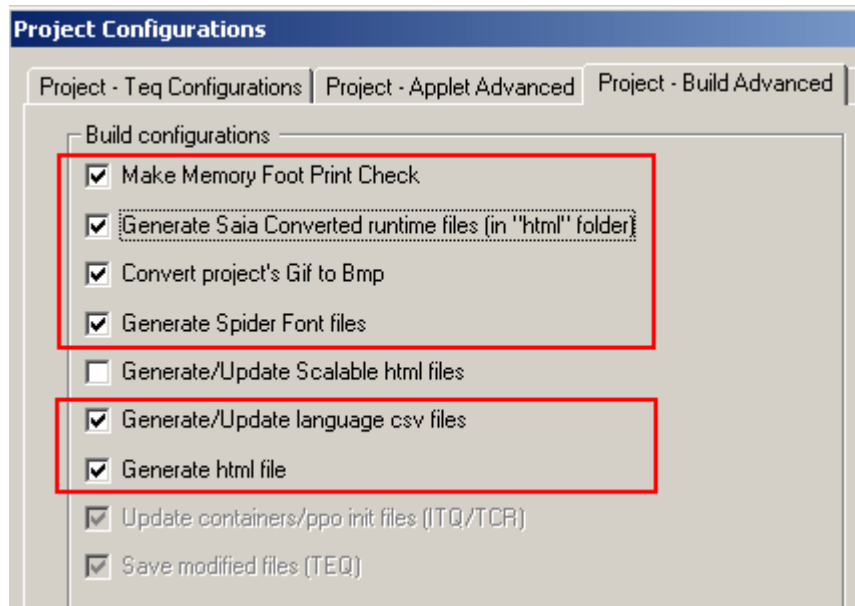 Project Configurations
Project - Teq Configurations
Project - Applet Advanced
Project - Build Advanced
Build configurations
Make Memory Foot Print Check
Generate Saia Converted runtime files (in "html" folder)
Convert project's Gif to Bmp
Generate Spider Font files
Generate/Update Scalable html files
Generate/Update language csv files
Generate html file
Update containers/ppo init files (ITQ/TCR)
Save modified files (TEQ)